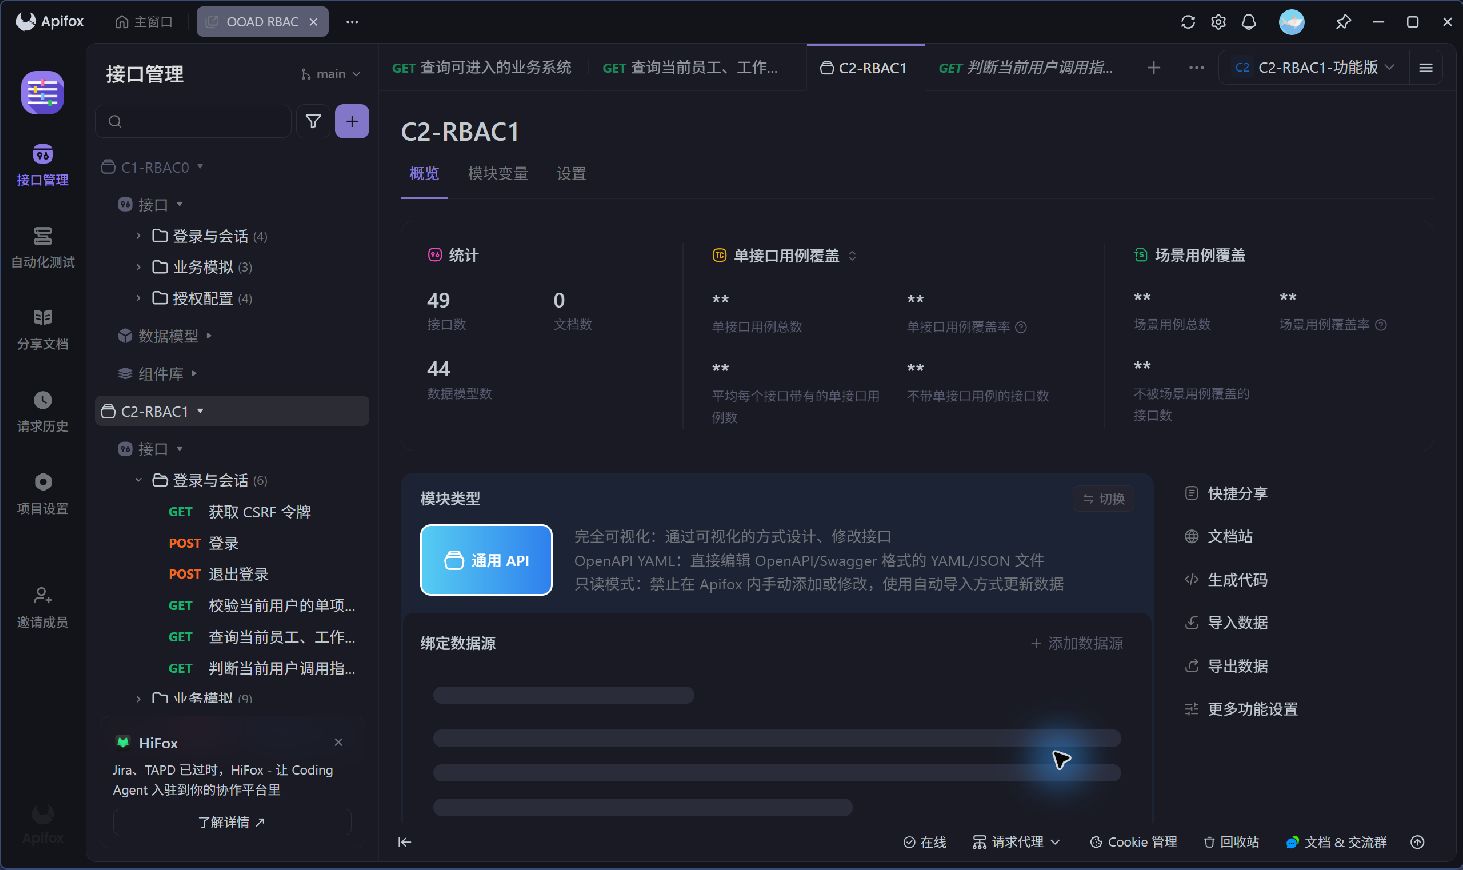 Apifox
主窗口
OOAD RBAC
接口管理
main
GET 查询可进入的业务系统
GET 查询当前员工、工作...
C2-RBAC1
GET 判断当前用户调用指...
C2 C2-RBAC1-功能版
接口管理
自动化测试
分享文档
请求历史
项目设置
邀请成员
Apifox
C1-RBAC0
接口
登录与会话 (4)
业务模拟 (3)
授权配置 (4)
数据模型
组件库
C2-RBAC1
接口
登录与会话 (6)
GET 获取 CSRF 令牌
POST 登录
POST 退出登录
GET 校验当前用户的单项...
GET 查询当前员工、工作...
GET 判断当前用户调用指...
业务模拟 (9)
HiFox
Jira、TAPD 已过时，HiFox - 让 Coding
Agent 入驻到你的协作平台里
了解详情 ↗
C2-RBAC1
概览
模块变量
设置
统计
49
接口数
0
文档数
44
数据模型数
单接口用例覆盖
**
单接口用例总数
**
单接口用例覆盖率
**
平均每个接口带有的单接口用
例数
**
不带单接口用例的接口数
场景用例覆盖
**
场景用例总数
**
场景用例覆盖率
**
不被场景用例覆盖的
接口数
模块类型
切换
通用 API
完全可视化：通过可视化的方式设计、修改接口
OpenAPI YAML：直接编辑 OpenAPI/Swagger 格式的 YAML/JSON 文件
只读模式：禁止在 Apifox 内手动添加或修改，使用自动导入方式更新数据
绑定数据源
+ 添加数据源
快捷分享
文档站
生成代码
导入数据
导出数据
更多功能设置
在线
请求代理
Cookie 管理
回收站
文档 & 交流群